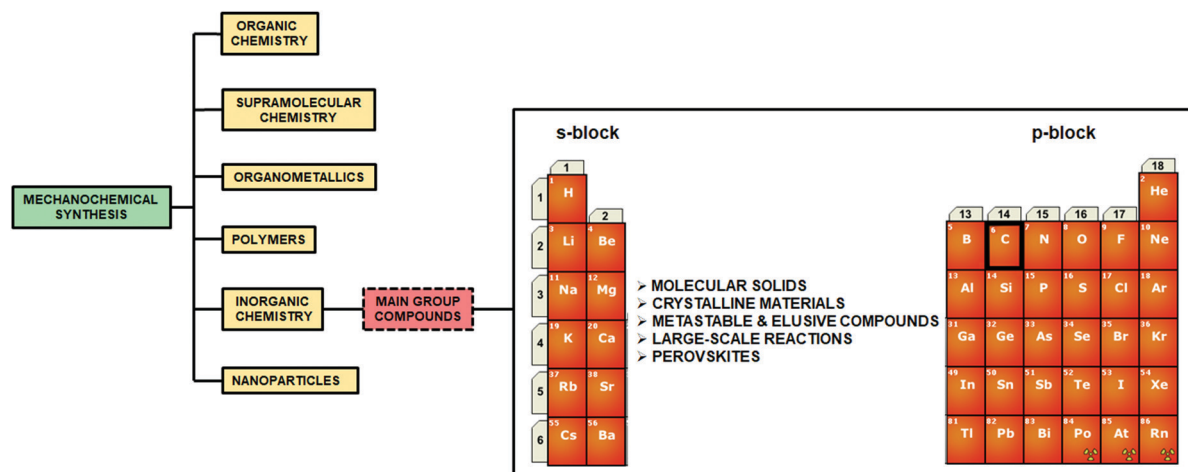 ORGANIC
CHEMISTRY
SUPRAMOLECULAR
CHEMISTRY
ORGANOMETALLICS
MECHANOCHEMICAL
SYNTHESIS
POLYMERS
INORGANIC
CHEMISTRY
MAIN GROUP
COMPOUNDS
NANOPARTICLES
s-block
1
1 1 H
2
2 3 Li 4 Be
3 11 Na 12 Mg
4 19 K 20 Ca
5 37 Rb 38 Sr
6 55 Cs 56 Ba
➢ MOLECULAR SOLIDS
➢ CRYSTALLINE MATERIALS
➢ METASTABLE & ELUSIVE COMPOUNDS
➢ LARGE-SCALE REACTIONS
➢ PEROVSKITES
p-block
18
2 He
13 14 15 16 17
5 B 6 C 7 N 8 O 9 F 10 Ne
13 Al 14 Si 15 P 16 S 17 Cl 18 Ar
31 Ga 32 Ge 33 As 34 Se 35 Br 36 Kr
49 In 50 Sn 51 Sb 52 Te 53 I 54 Xe
81 Tl 82 Pb 83 Bi 84 Po 85 At 86 Rn